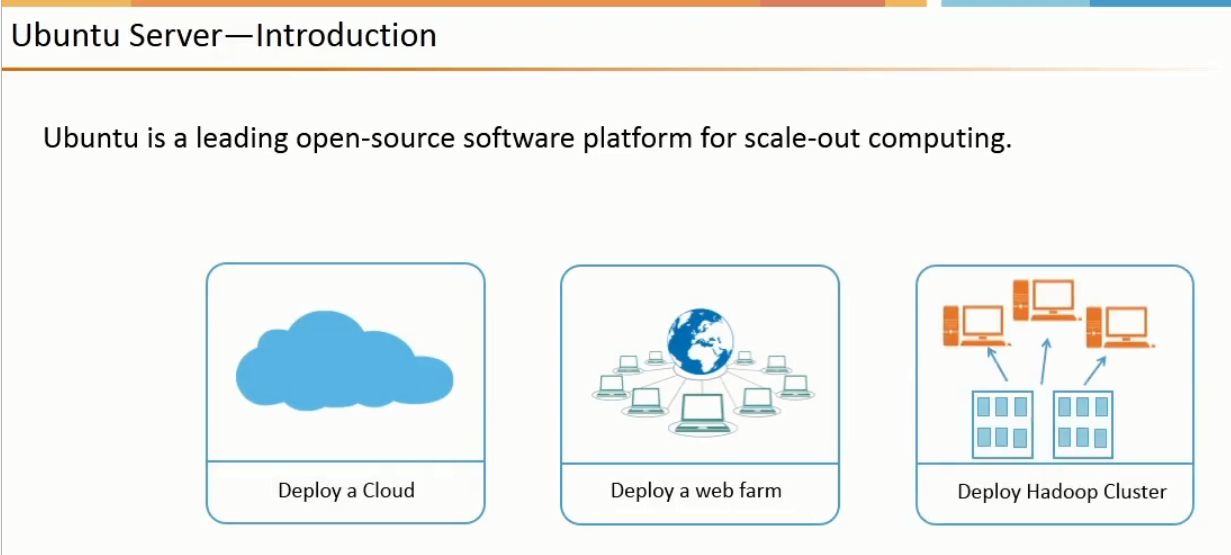 Ubuntu Server—Introduction
Ubuntu is a leading open-source software platform for scale-out computing.
Deploy a Cloud
Deploy a web farm
Deploy Hadoop Cluster